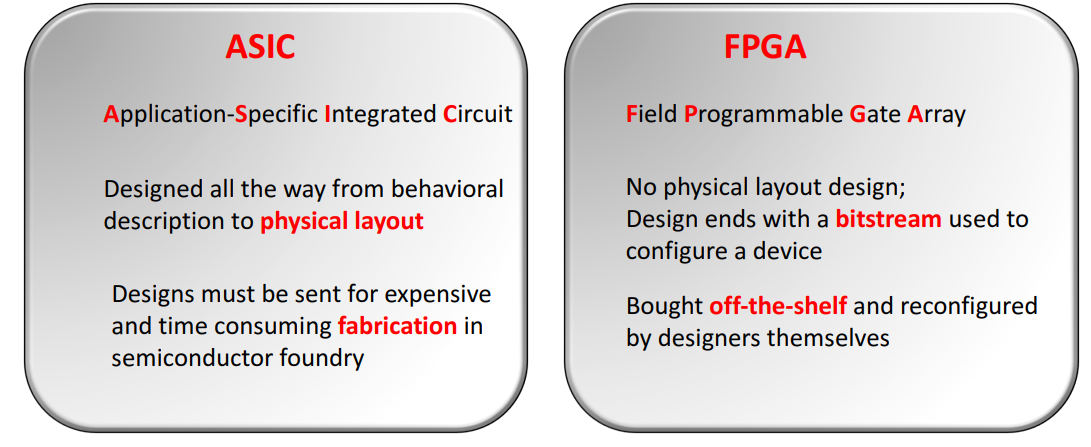 ASIC
Application-Specific Integrated Circuit
Designed all the way from behavioral
description to physical layout
Designs must be sent for expensive
and time consuming fabrication in
semiconductor foundry
FPGA
Field Programmable Gate Array
No physical layout design;
Design ends with a bitstream used to
configure a device
Bought off-the-shelf and reconfigured
by designers themselves